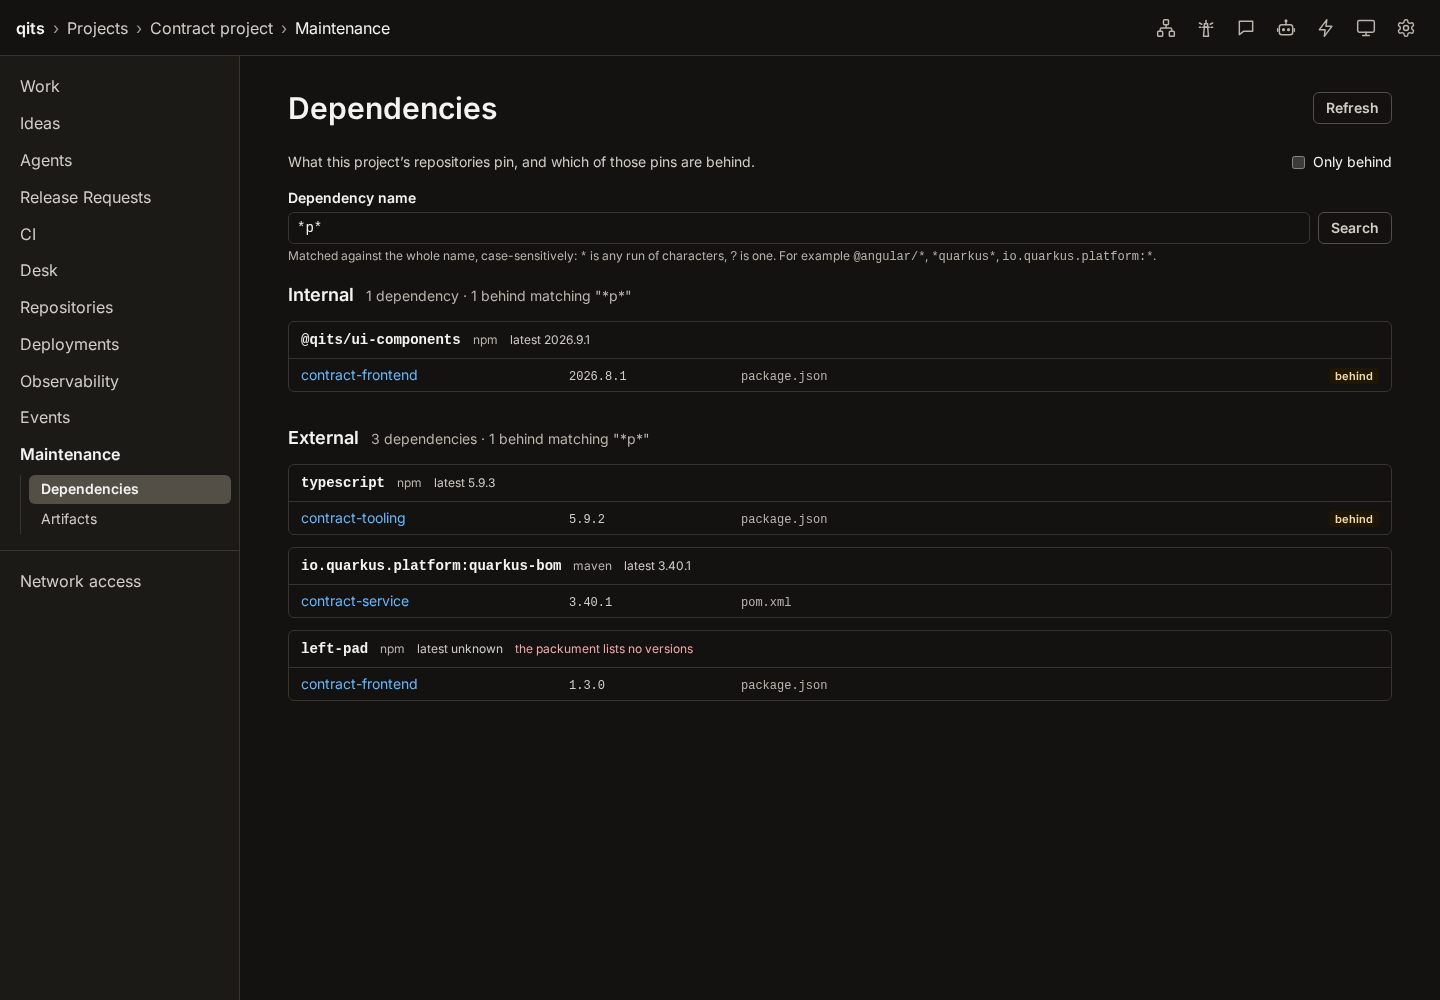 qits › Projects › Contract project › Maintenance
Work
Ideas
Agents
Release Requests
CI
Desk
Repositories
Deployments
Observability
Events
Maintenance
Dependencies
Artifacts
Network access
Dependencies
Refresh
What this project's repositories pin, and which of those pins are behind.
Only behind
Dependency name
*p*
Search
Matched against the whole name, case-sensitively: * is any run of characters, ? is one. For example @angular/*, *quarkus*, io.quarkus.platform:*.
Internal 1 dependency · 1 behind matching "*p*"
@qits/ui-components npm latest 2026.9.1
contract-frontend 2026.8.1 package.json behind
External 3 dependencies · 1 behind matching "*p*"
typescript npm latest 5.9.3
contract-tooling 5.9.2 package.json behind
io.quarkus.platform:quarkus-bom maven latest 3.40.1
contract-service 3.40.1 pom.xml
left-pad npm latest unknown the packument lists no versions
contract-frontend 1.3.0 package.json